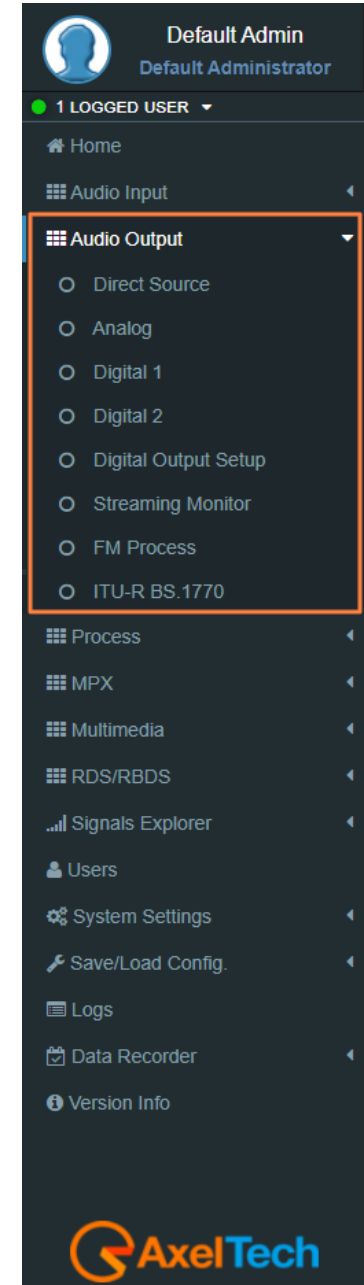 Default Admin
Default Administrator
1 LOGGED USER
Home
Audio Input
Audio Output
Direct Source
Analog
Digital 1
Digital 2
Digital Output Setup
Streaming Monitor
FM Process
ITU-R BS.1770
Process
MPX
Multimedia
RDS/RBDS
Signals Explorer
Users
System Settings
Save/Load Config.
Logs
Data Recorder
Version Info
AxelTech